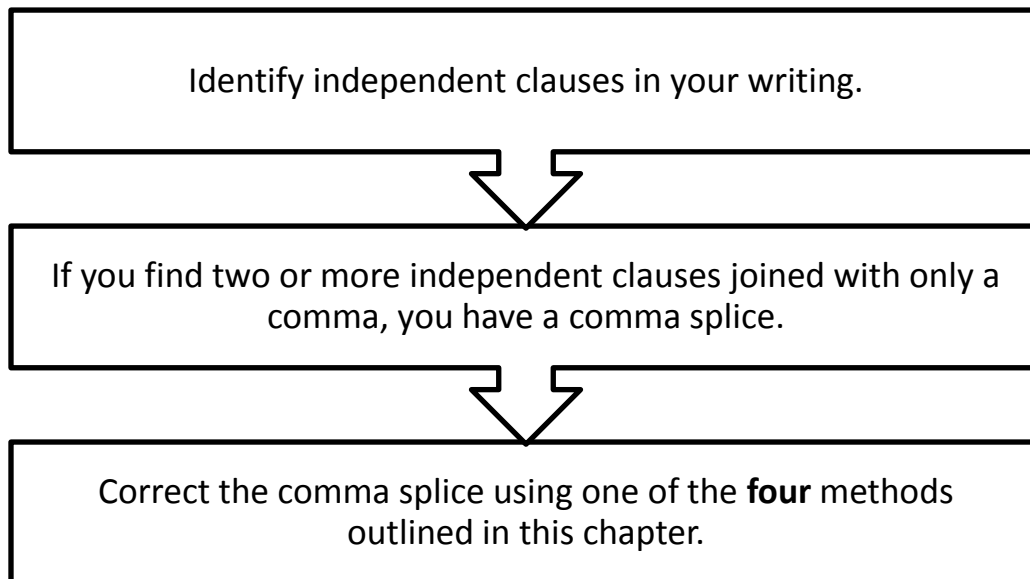 Identify independent clauses in your writing.
If you find two or more independent clauses joined with only a
comma, you have a comma splice.
Correct the comma splice using one of the four methods
outlined in this chapter.